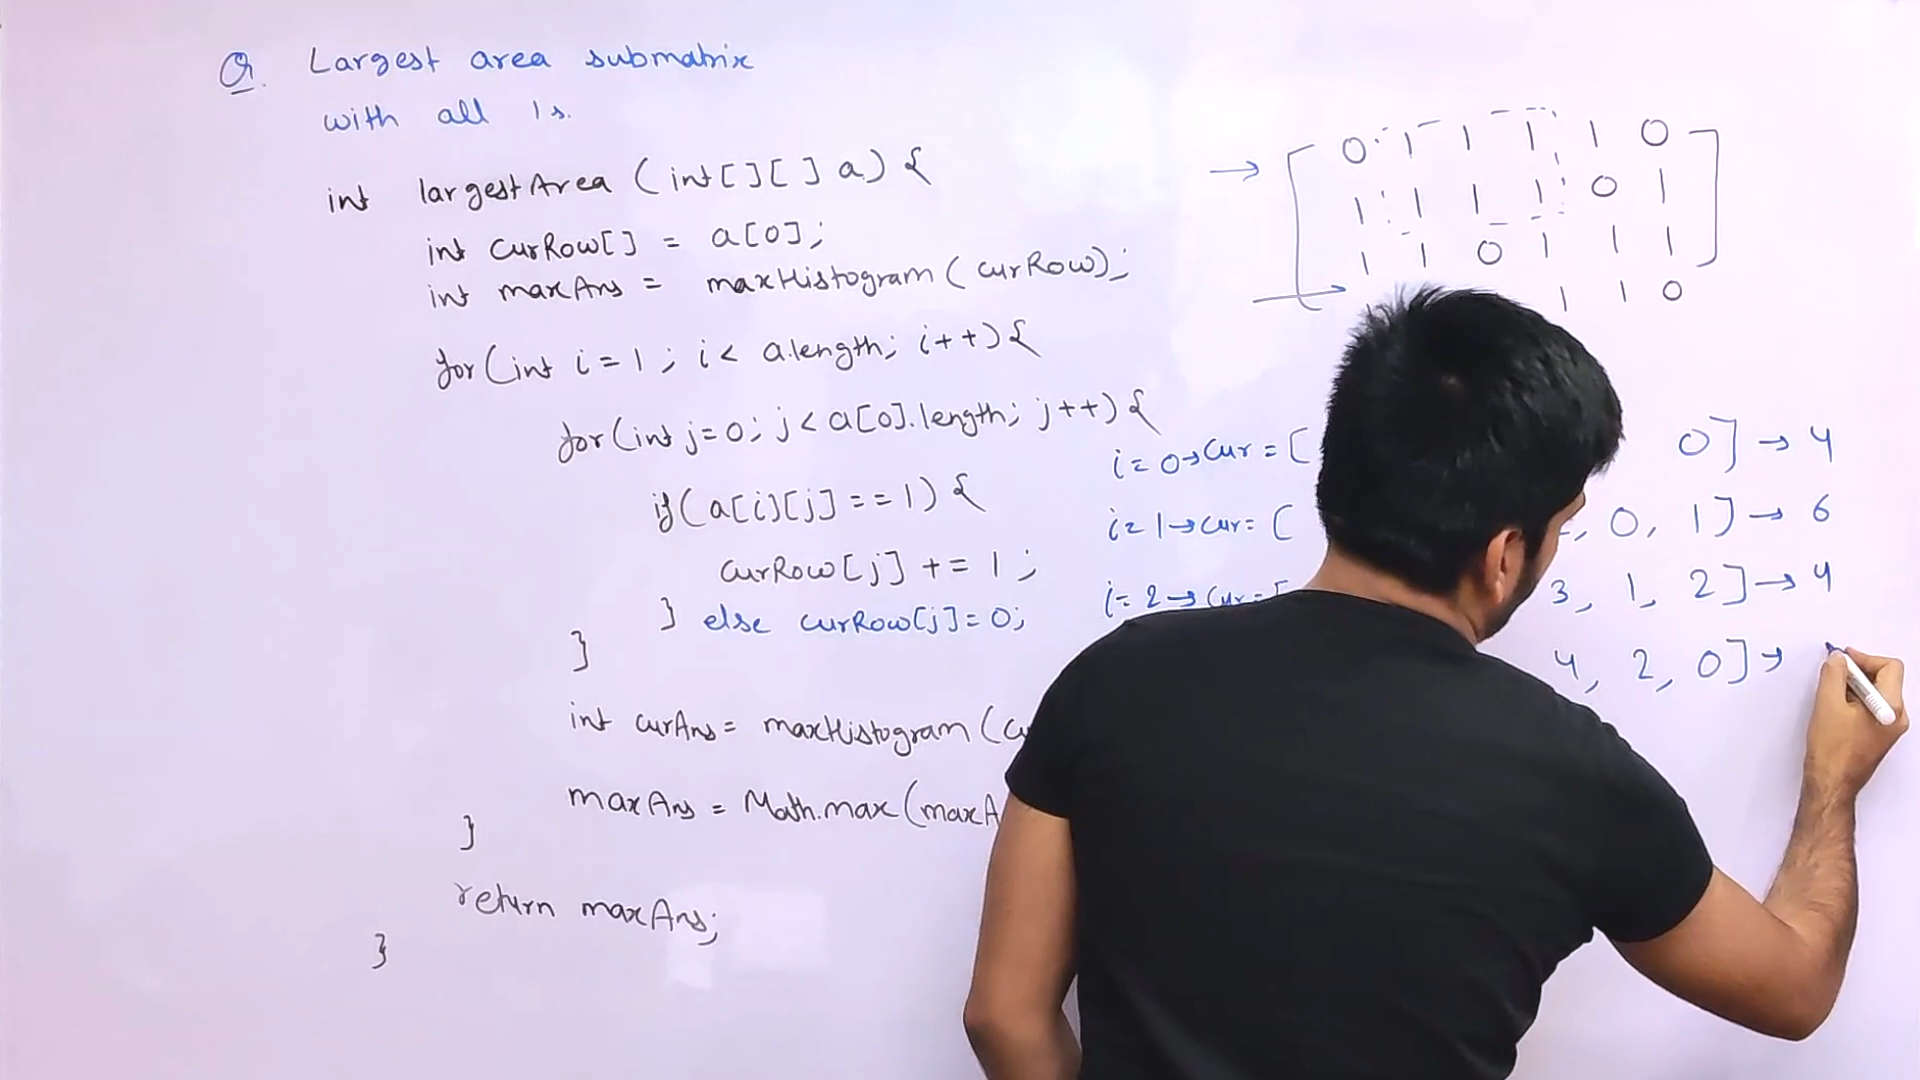 Q. Largest area submatrix
with all 1s.
int largestArea (int[][] a) {
int curRow[] = a[0];
int maxAns = maxHistogram (curRow);
for (int i = 1 ; i < a.length; i++) {
for (int j=0; j < a[0].length; j++) {
if (a[i][j] == 1) {
curRow[j] += 1 ;
} else curRow[j]=0;
}
int curAns = maxHistogram (cu
maxAns = Math.max (maxA
}
return maxAns;
}
→ [ 0 1 1 1 1 0 ]
1 1 1 1 0 1
1 1 0 1 1 1
→ 1 1 0
i = 0 → cur = [ 0] → 4
i = 1 → cur = [ , 0, 1] → 6
i = 2 → cur = [ 3, 1, 2] → 4
4, 2, 0] →